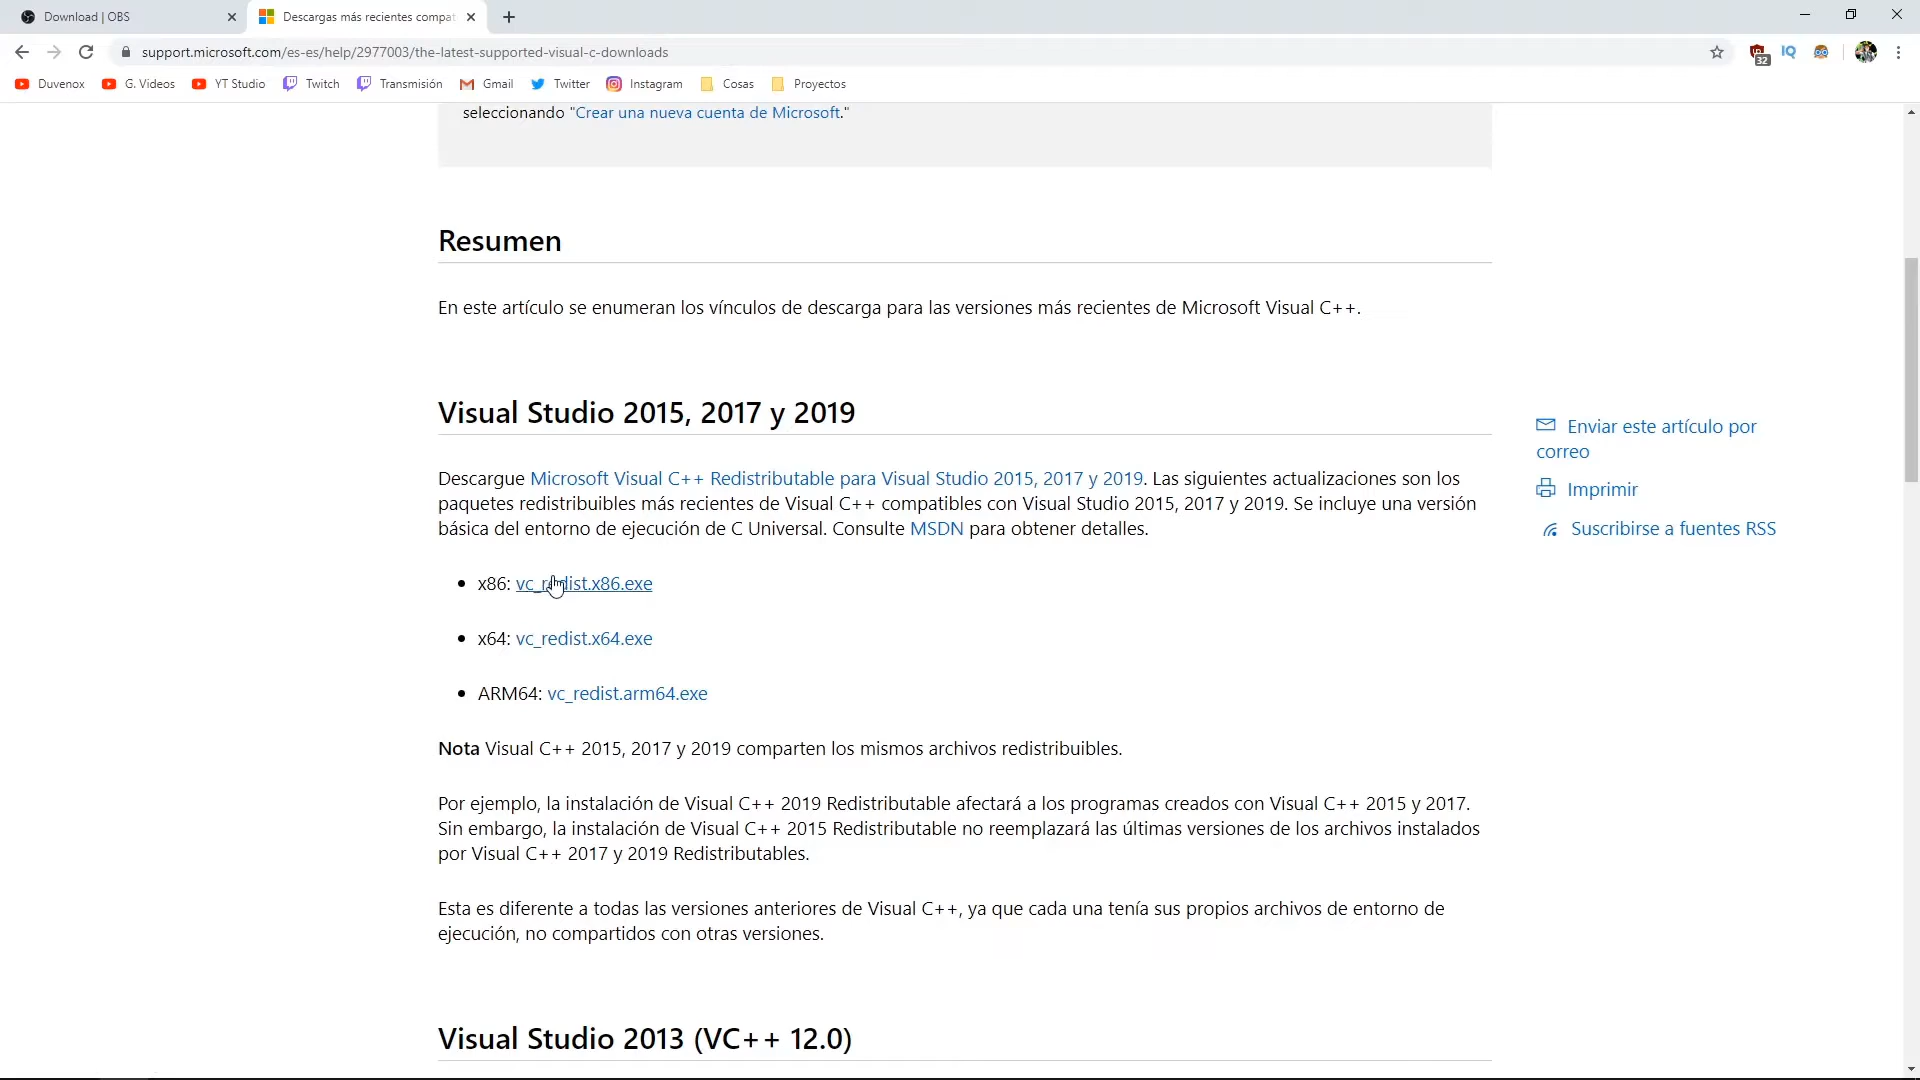 Download | OBS
Descargas más recientes compat
support.microsoft.com/es-es/help/2977003/the-latest-supported-visual-c-downloads
32
IQ
Duvenox
G. Videos
YT Studio
Twitch
Transmisión
Gmail
Twitter
Instagram
Cosas
Proyectos
seleccionando "Crear una nueva cuenta de Microsoft."
Resumen
En este artículo se enumeran los vínculos de descarga para las versiones más recientes de Microsoft Visual C++.
Visual Studio 2015, 2017 y 2019
Descargue Microsoft Visual C++ Redistributable para Visual Studio 2015, 2017 y 2019. Las siguientes actualizaciones son los
paquetes redistribuibles más recientes de Visual C++ compatibles con Visual Studio 2015, 2017 y 2019. Se incluye una versión
básica del entorno de ejecución de C Universal. Consulte MSDN para obtener detalles.
x86: vc_redist.x86.exe
x64: vc_redist.x64.exe
ARM64: vc_redist.arm64.exe
Nota Visual C++ 2015, 2017 y 2019 comparten los mismos archivos redistribuibles.
Por ejemplo, la instalación de Visual C++ 2019 Redistributable afectará a los programas creados con Visual C++ 2015 y 2017.
Sin embargo, la instalación de Visual C++ 2015 Redistributable no reemplazará las últimas versiones de los archivos instalados
por Visual C++ 2017 y 2019 Redistributables.
Esta es diferente a todas las versiones anteriores de Visual C++, ya que cada una tenía sus propios archivos de entorno de
ejecución, no compartidos con otras versiones.
Visual Studio 2013 (VC++ 12.0)
Enviar este artículo por
correo
Imprimir
Suscribirse a fuentes RSS